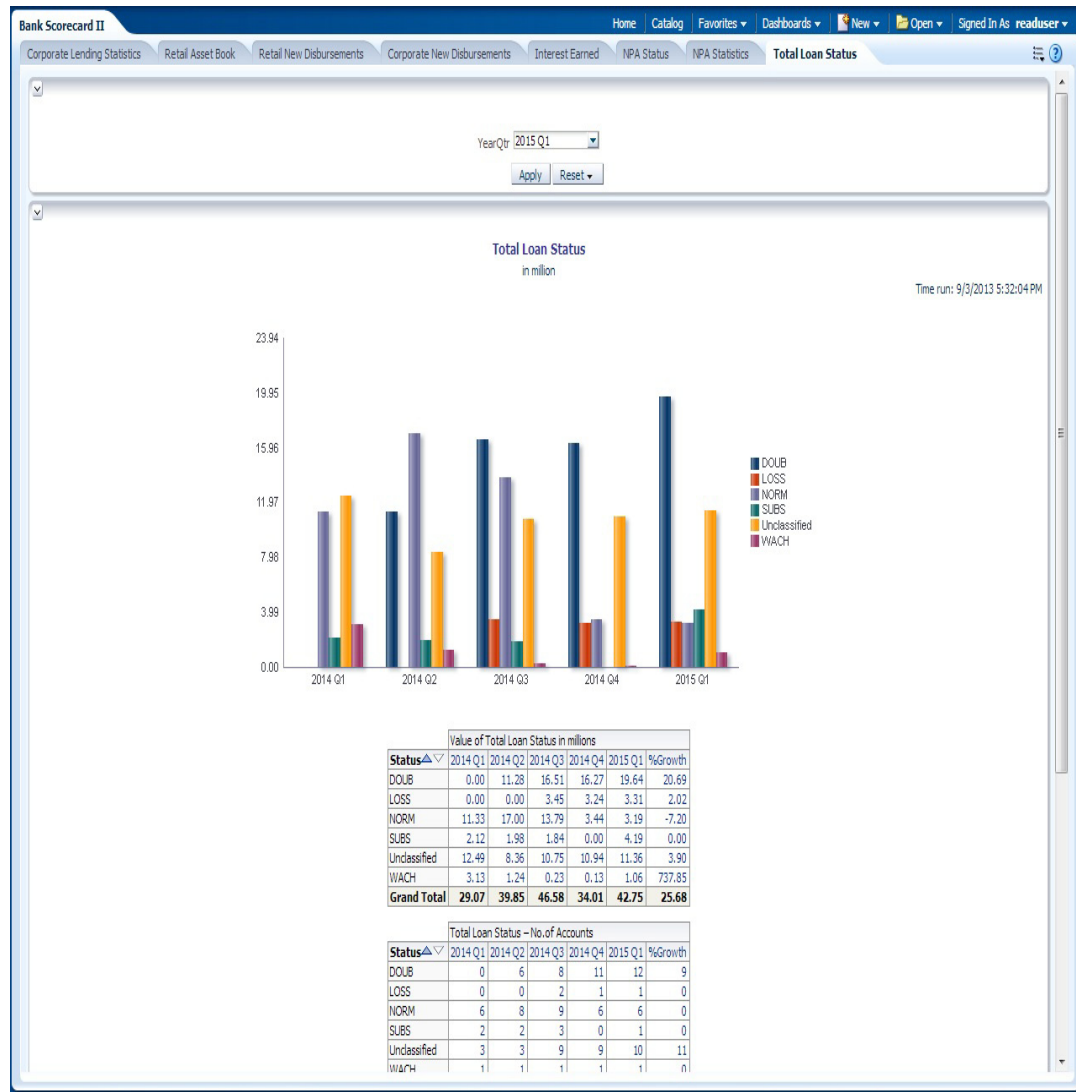 Bank Scorecard II
Home Catalog Favorites Dashboards New Open Signed In As readuser
Corporate Lending Statistics Retail Asset Book Retail New Disbursements Corporate New Disbursements Interest Earned NPA Status NPA Statistics Total Loan Status
YearQtr 2015 Q1
Apply Reset
Total Loan Status
in million
Time run: 9/3/2013 5:32:04 PM
23.94
19.95
15.96
11.97
7.98
3.99
0.00
2014 Q1 2014 Q2 2014 Q3 2014 Q4 2015 Q1
DOUB
LOSS
NORM
SUBS
Unclassified
WACH
Value of Total Loan Status in millions
Status 2014 Q1 2014 Q2 2014 Q3 2014 Q4 2015 Q1 %Growth
DOUB 0.00 11.28 16.51 16.27 19.64 20.69
LOSS 0.00 0.00 3.45 3.24 3.31 2.02
NORM 11.33 17.00 13.79 3.44 3.19 -7.20
SUBS 2.12 1.98 1.84 0.00 4.19 0.00
Unclassified 12.49 8.36 10.75 10.94 11.36 3.90
WACH 3.13 1.24 0.23 0.13 1.06 737.85
Grand Total 29.07 39.85 46.58 34.01 42.75 25.68
Total Loan Status – No.of Accounts
Status 2014 Q1 2014 Q2 2014 Q3 2014 Q4 2015 Q1 %Growth
DOUB 0 6 8 11 12 9
LOSS 0 0 2 1 1 0
NORM 6 8 9 6 6 0
SUBS 2 2 3 0 1 0
Unclassified 3 3 9 9 10 11
WACH 1 1 1 1 1 0